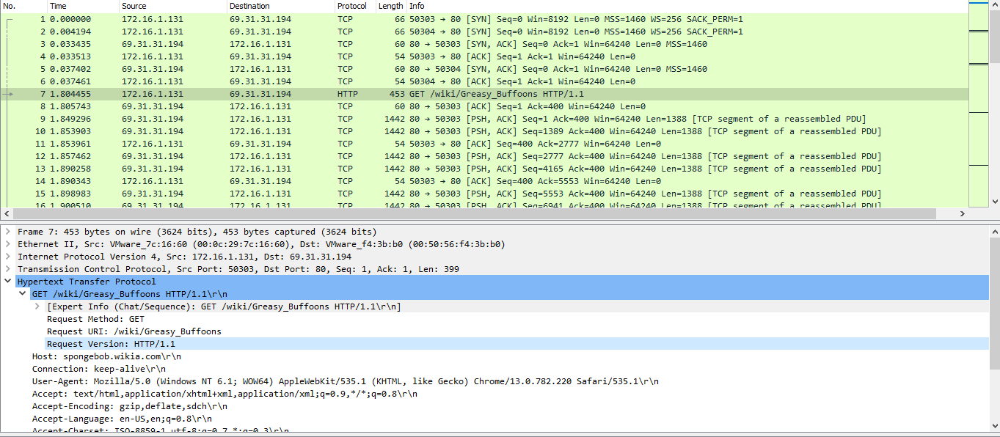 No. Time Source Destination Protocol Length Info
1 0.000000 172.16.1.131 69.31.31.194 TCP 66 50303 → 80 [SYN] Seq=0 Win=8192 Len=0 MSS=1460 WS=256 SACK_PERM=1
2 0.004194 172.16.1.131 69.31.31.194 TCP 66 50304 → 80 [SYN] Seq=0 Win=8192 Len=0 MSS=1460 WS=256 SACK_PERM=1
3 0.033435 69.31.31.194 172.16.1.131 TCP 60 80 → 50303 [SYN, ACK] Seq=0 Ack=1 Win=64240 Len=0 MSS=1460
4 0.033513 172.16.1.131 69.31.31.194 TCP 54 50303 → 80 [ACK] Seq=1 Ack=1 Win=64240 Len=0
5 0.037402 69.31.31.194 172.16.1.131 TCP 60 80 → 50304 [SYN, ACK] Seq=0 Ack=1 Win=64240 Len=0 MSS=1460
6 0.037461 172.16.1.131 69.31.31.194 TCP 54 50304 → 80 [ACK] Seq=1 Ack=1 Win=64240 Len=0
7 1.804455 172.16.1.131 69.31.31.194 HTTP 453 GET /wiki/Greasy_Buffoons HTTP/1.1
8 1.805743 69.31.31.194 172.16.1.131 TCP 60 80 → 50303 [ACK] Seq=1 Ack=400 Win=64240 Len=0
9 1.849296 69.31.31.194 172.16.1.131 TCP 1442 80 → 50303 [PSH, ACK] Seq=1 Ack=400 Win=64240 Len=1388 [TCP segment of a reassembled PDU]
10 1.853903 69.31.31.194 172.16.1.131 TCP 1442 80 → 50303 [PSH, ACK] Seq=1389 Ack=400 Win=64240 Len=1388 [TCP segment of a reassembled PDU]
11 1.853961 172.16.1.131 69.31.31.194 TCP 54 50303 → 80 [ACK] Seq=400 Ack=2777 Win=64240 Len=0
12 1.857462 69.31.31.194 172.16.1.131 TCP 1442 80 → 50303 [PSH, ACK] Seq=2777 Ack=400 Win=64240 Len=1388 [TCP segment of a reassembled PDU]
13 1.890258 69.31.31.194 172.16.1.131 TCP 1442 80 → 50303 [PSH, ACK] Seq=4165 Ack=400 Win=64240 Len=1388 [TCP segment of a reassembled PDU]
14 1.890343 172.16.1.131 69.31.31.194 TCP 54 50303 → 80 [ACK] Seq=400 Ack=5553 Win=64240 Len=0
15 1.898983 69.31.31.194 172.16.1.131 TCP 1442 80 → 50303 [PSH, ACK] Seq=5553 Ack=400 Win=64240 Len=1388 [TCP segment of a reassembled PDU]
16 1.900510 69.31.31.194 172.16.1.131 TCP 1442 80 → 50303 [PSH, ACK] Seq=6941 Ack=400 Win=64240 Len=1388 [TCP segment of a reassembled PDU]
Frame 7: 453 bytes on wire (3624 bits), 453 bytes captured (3624 bits)
Ethernet II, Src: VMware_7c:16:60 (00:0c:29:7c:16:60), Dst: VMware_f4:3b:b0 (00:50:56:f4:3b:b0)
Internet Protocol Version 4, Src: 172.16.1.131, Dst: 69.31.31.194
Transmission Control Protocol, Src Port: 50303, Dst Port: 80, Seq: 1, Ack: 1, Len: 399
Hypertext Transfer Protocol
GET /wiki/Greasy_Buffoons HTTP/1.1\r\n
[Expert Info (Chat/Sequence): GET /wiki/Greasy_Buffoons HTTP/1.1\r\n]
Request Method: GET
Request URI: /wiki/Greasy_Buffoons
Request Version: HTTP/1.1
Host: spongebob.wikia.com\r\n
Connection: keep-alive\r\n
User-Agent: Mozilla/5.0 (Windows NT 6.1; WOW64) AppleWebKit/535.1 (KHTML, like Gecko) Chrome/13.0.782.220 Safari/535.1\r\n
Accept: text/html,application/xhtml+xml,application/xml;q=0.9,*/*;q=0.8\r\n
Accept-Encoding: gzip,deflate,sdch\r\n
Accept-Language: en-US,en;q=0.8\r\n
Accept-Charset: ISO-8859-1,utf-8;q=0.7,*;q=0.3\r\n